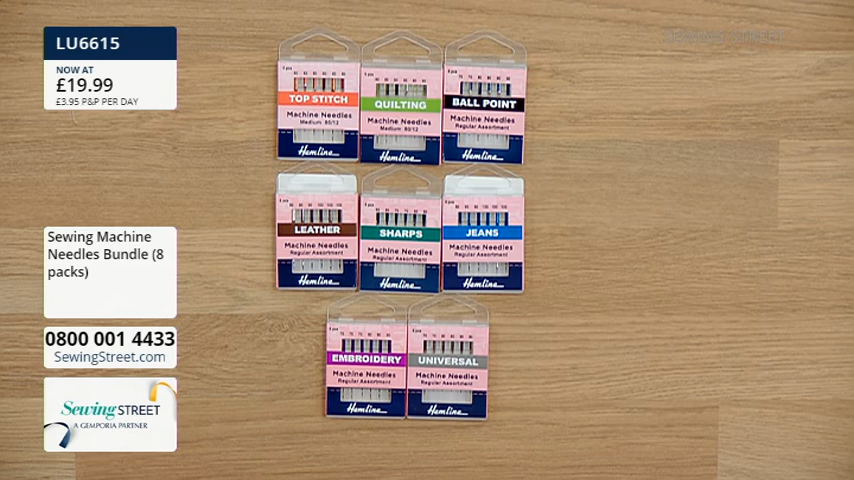 LU6615
NOW AT
£19.99
£3.95 P&P PER DAY
Sewing Machine
Needles Bundle (8
packs)
0800 001 4433
SewingStreet.com
SewingSTREET
A GEMPORIA PARTNER
TOP STITCH
Machine Needles
Medium: 80/12
Hemline
QUILTING
Machine Needles
Medium: 80/12
Hemline
BALL POINT
Machine Needles
Regular Assortment
Hemline
LEATHER
Machine Needles
Regular Assortment
Hemline
SHARPS
Machine Needles
Regular Assortment
Hemline
JEANS
Machine Needles
Regular Assortment
Hemline
EMBROIDERY
Machine Needles
Regular Assortment
Hemline
UNIVERSAL
Machine Needles
Regular Assortment
Hemline